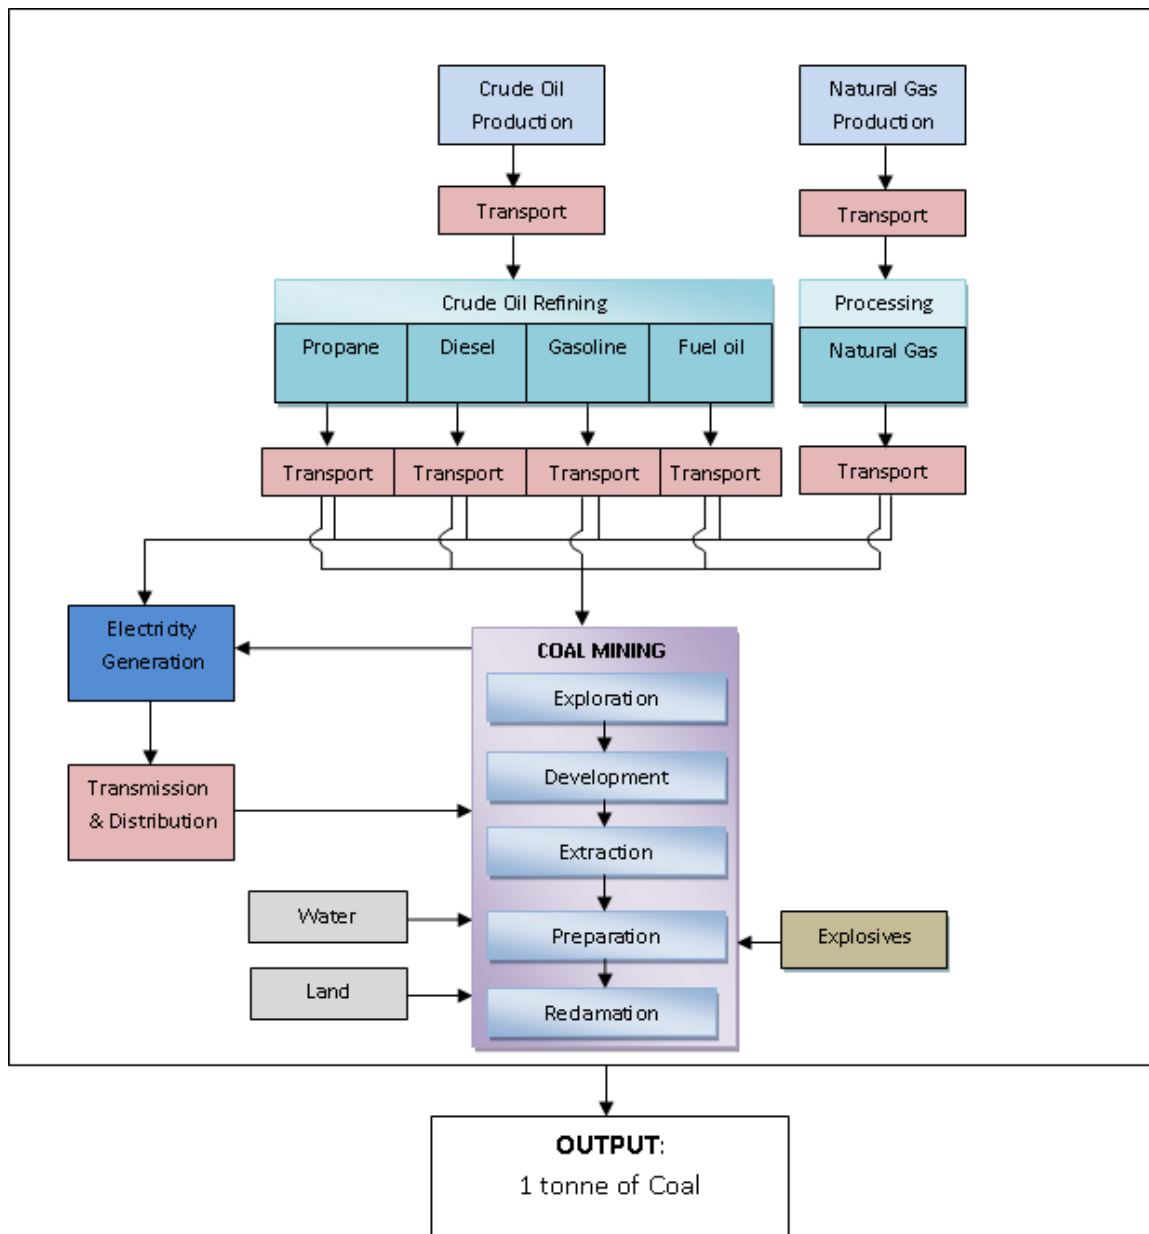 Crude Oil
Production
Natural Gas
Production
Transport
Transport
Crude Oil Refining
Processing
Propane
Diesel
Gasoline
Fuel oil
Natural Gas
Transport
Transport
Transport
Transport
Transport
Electricity
Generation
COAL MINING
Exploration
Transmission
& Distribution
Development
Extraction
Water
Preparation
Explosives
Land
Reclamation
OUTPUT:
1 tonne of Coal